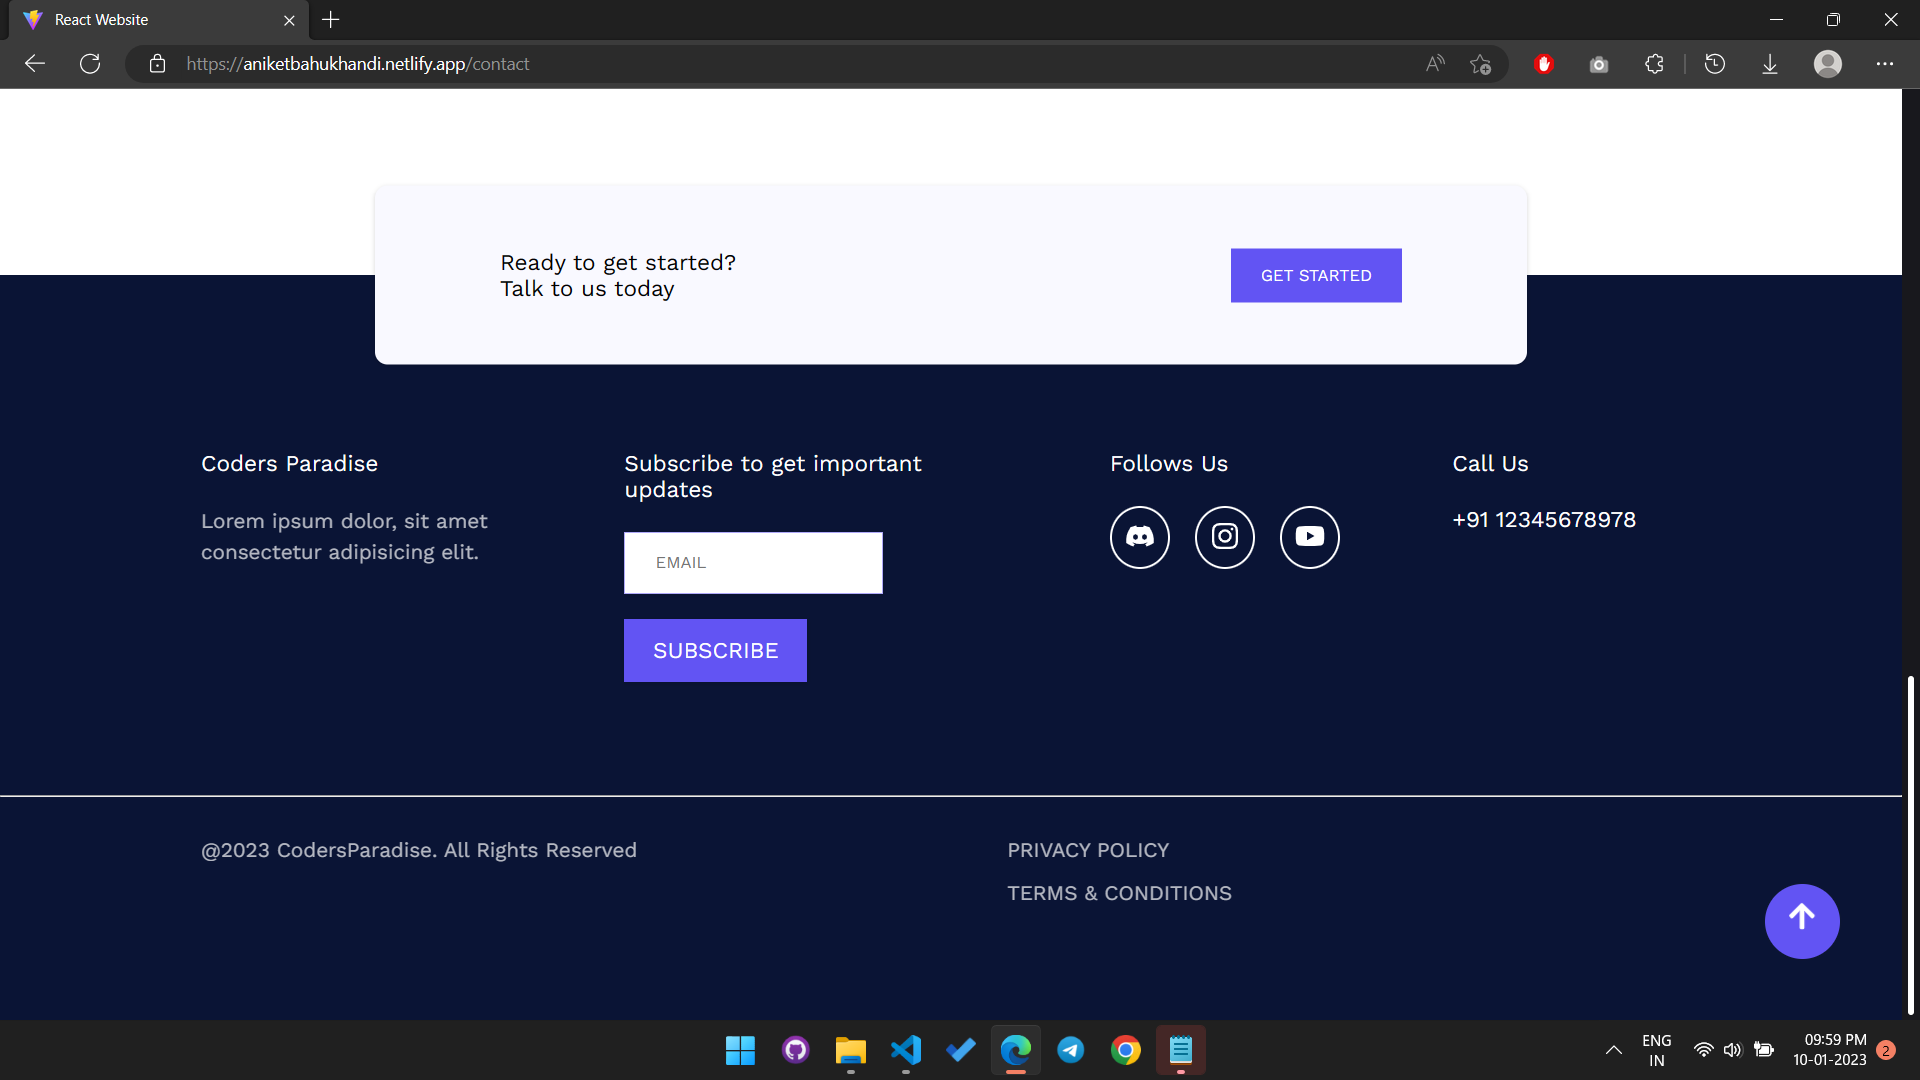 React Website
https://aniketbahukhandi.netlify.app/contact
Ready to get started?
Talk to us today
GET STARTED
Coders Paradise
Lorem ipsum dolor, sit amet
consectetur adipisicing elit.
Subscribe to get important
updates
EMAIL
SUBSCRIBE
Follows Us
Call Us
+91 12345678978
@2023 CodersParadise. All Rights Reserved
PRIVACY POLICY
TERMS & CONDITIONS
ENG
IN
09:59 PM
10-01-2023
2